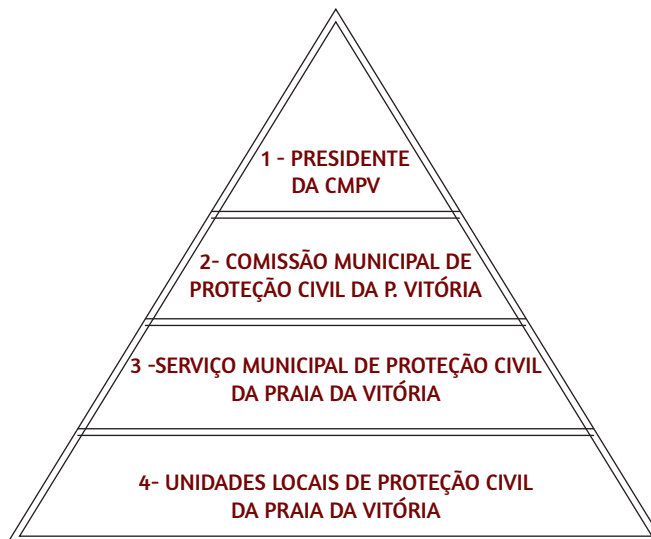 1 - PRESIDENTE
DA CMPV
2- COMISSÃO MUNICIPAL DE
PROTEÇÃO CIVIL DA P. VITÓRIA
3 -SERVIÇO MUNICIPAL DE PROTEÇÃO CIVIL
DA PRAIA DA VITÓRIA
4- UNIDADES LOCAIS DE PROTEÇÃO CIVIL
DA PRAIA DA VITÓRIA